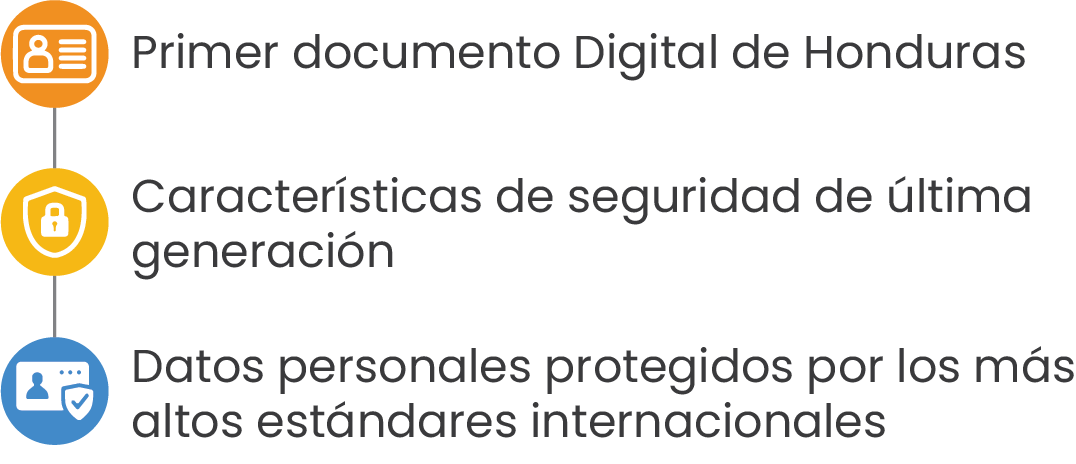 Primer documento Digital de Honduras
Características de seguridad de última
generación
Datos personales protegidos por los más
altos estándares internacionales